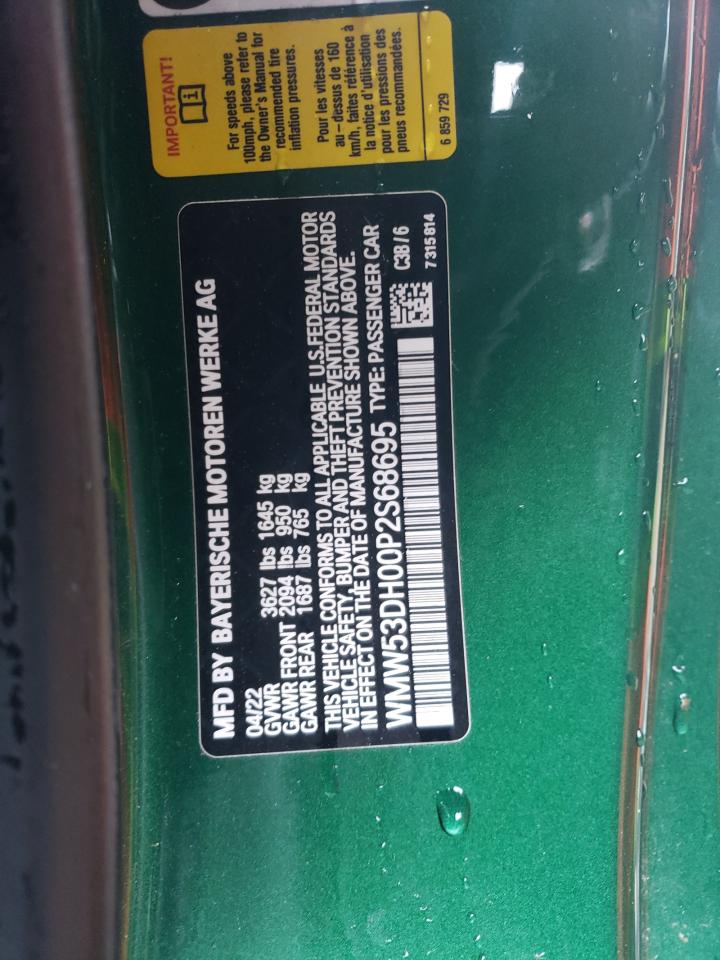 IMPORTANT!
For speeds above
100mph, please refer to
the Owner's Manual for
recommended tire
inflation pressures.
Pour les vitesses
au - dessus de 160
km/h, faites référence à
la notice d'utilisation
pour les pressions des
pneus recommandées.
6 859 729
MFD BY BAYERISCHE MOTOREN WERKE AG
04/22
GVWR 3627 lbs 1645 kg
GAWR FRONT 2094 lbs 950 kg
GAWR REAR 1687 lbs 765 kg
THIS VEHICLE CONFORMS TO ALL APPLICABLE U.S.FEDERAL MOTOR
VEHICLE SAFETY, BUMPER AND THEFT PREVENTION STANDARDS
IN EFFECT ON THE DATE OF MANUFACTURE SHOWN ABOVE.
WMW53DH00P2S68695 TYPE: PASSENGER CAR
C3B / 6
7 315 814